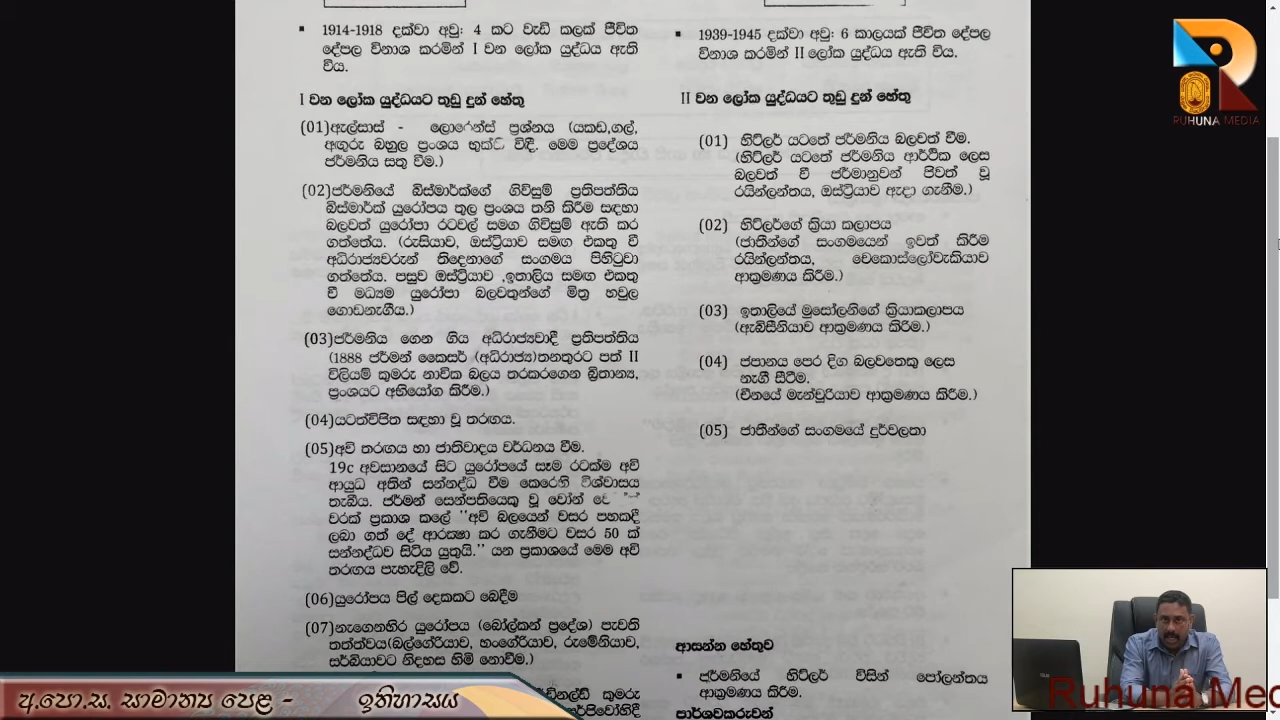 1914-1918 දක්වා අවු: 4 කට වැඩි කලක් ජීවිත
දේපල විනාශ කරමින් I වන ලෝක යුද්ධය ඇති
විය.
I වන ලෝක යුද්ධයට තුඩු දුන් හේතු
(01)ඇල්සාස් - ලොරේන්ස් ප්‍රශ්නය (යකඩ,ගල්,
අඟුරු බහුල ප්‍රංශය භුක්ති විඳී. මෙම ප්‍රදේශය
ජර්මනිය සතු වීම.)
(02)ජර්මනියේ බිස්මාර්ක්ගේ ගිවිසුම් ප්‍රතිපත්තිය
බිස්මාර්ක් යුරෝපය තුල ප්‍රංශය තනි කිරීම සඳහා
බලවත් යුරෝපා රටවල් සමග ගිවිසුම් ඇති කර
ගත්තේය. (රුසියාව, ඔස්ට්‍රියාව සමඟ එකතු වී
අධිරාජ්‍යවරුන් තිදෙනාගේ සංගමය පිහිටුවා
ගත්තේය. පසුව ඔස්ට්‍රියාව ,ඉතාලිය සමඟ එකතු
වී මධ්‍යම යුරෝපා බලවතුන්ගේ මිත්‍ර හවුල
ගොඩනැගීය.)
(03)ජර්මනිය ගෙන ගිය අධිරාජ්‍යවාදී ප්‍රතිපත්තිය
(1888 ජර්මන් කෛසර් (අධිරාජ්‍ය)තනතුරට පත් II
විලියම් කුමරු නාවික බලය තරකරගෙන බ්‍රිතාන්‍ය,
ප්‍රංශයට අභියෝග කිරීම.)
(04)යටත්විජිත සඳහා වූ තරඟය.
(05)අවි තරඟය හා ජාතිවාදය වර්ධනය වීම.
19c අවසානයේ සිට යුරෝපයේ සෑම රටක්ම අවි
ආයුධ අතින් සන්නද්ධ වීම කෙරෙහි විශ්වාසය
තැබීය. ජර්මන් සෙන්පතියෙකු වූ වෝන්
වරක් ප්‍රකාශ කලේ ''අවි බලයෙන් වසර පහකදී
ලබා ගත් දේ ආරක්ෂා කර ගැනීමට වසර 50 ක්
සන්නද්ධව සිටිය යුතුයි.'' යන ප්‍රකාශයේ මෙම අවි
තරඟය පැහැදිලි වේ.
(06)යුරෝපය පිල් දෙකකට බෙදීම
(07)නැගෙනහිර යුරෝපය (බෝල්කන් ප්‍රදේශ) පැවති
තත්ත්වය(බල්ගේරියාව, හංගේරියාව, රුමේනියාව,
සර්බියාවට නිදහස හිමි නොවීම.)
කුමරු
1939-1945 දක්වා අවු: 6 කාලයක් ජීවිත දේපල
විනාශ කරමින් II ලෝක යුද්ධය ඇති විය.
II වන ලෝක යුද්ධයට තුඩු දුන් හේතු
(01) හිට්ලර් යටතේ ජර්මනිය බලවත් වීම.
(හිට්ලර් යටතේ ජර්මනිය ආර්ථික ලෙස
බලවත් වී ජර්මානුවන් පිවත් වූ
රයින්ලන්තය, ඔස්ට්‍රියාව ඈදා ගැනීම.)
(02) හිට්ලර්ගේ ක්‍රියා කලාපය
(ජාතීන්ගේ සංගමයෙන් ඉවත් කිරීම
රයින්ලන්තය, චෙකොස්ලෝවැකියාව
ආක්‍රමණය කිරීම.)
(03) ඉතාලියේ මුසෝලනිගේ ක්‍රියාකලාපය
(ඇබිසීනියාව ආක්‍රමණය කිරීම.)
(04) ජපානය පෙර දිග බලවතෙකු ලෙස
නැගී සිටීම.
(චීනයේ මැන්චූරියාව ආක්‍රමණය කිරීම.)
(05) ජාතීන්ගේ සංගමයේ දුර්වලතා
ආසන්න හේතුව
ජර්මනියේ හිට්ලර් විසින් පෝලන්තය
ආක්‍රමණය කිරීම.
පාර්ශවකරුවන්
RUHUNA MEDIA
අ.පො.ස. සාමාන්‍ය පෙළ - ඉතිහාසය
Ruhuna Med